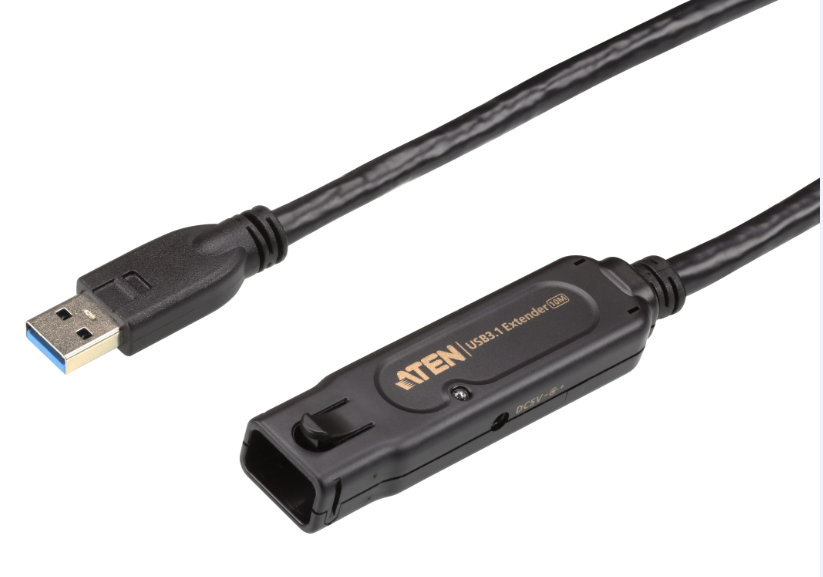 ATEN | USB3.1 Extender 10M
DC5V